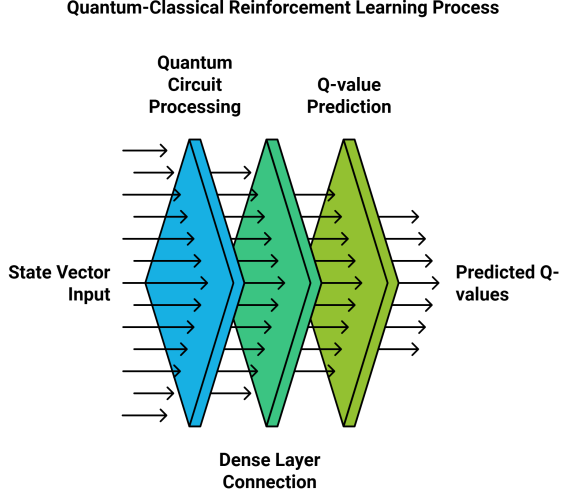 Quantum-Classical Reinforcement Learning Process
Quantum
Circuit
Processing
Q-value
Prediction
State Vector
Input
Predicted Q-
values
Dense Layer
Connection